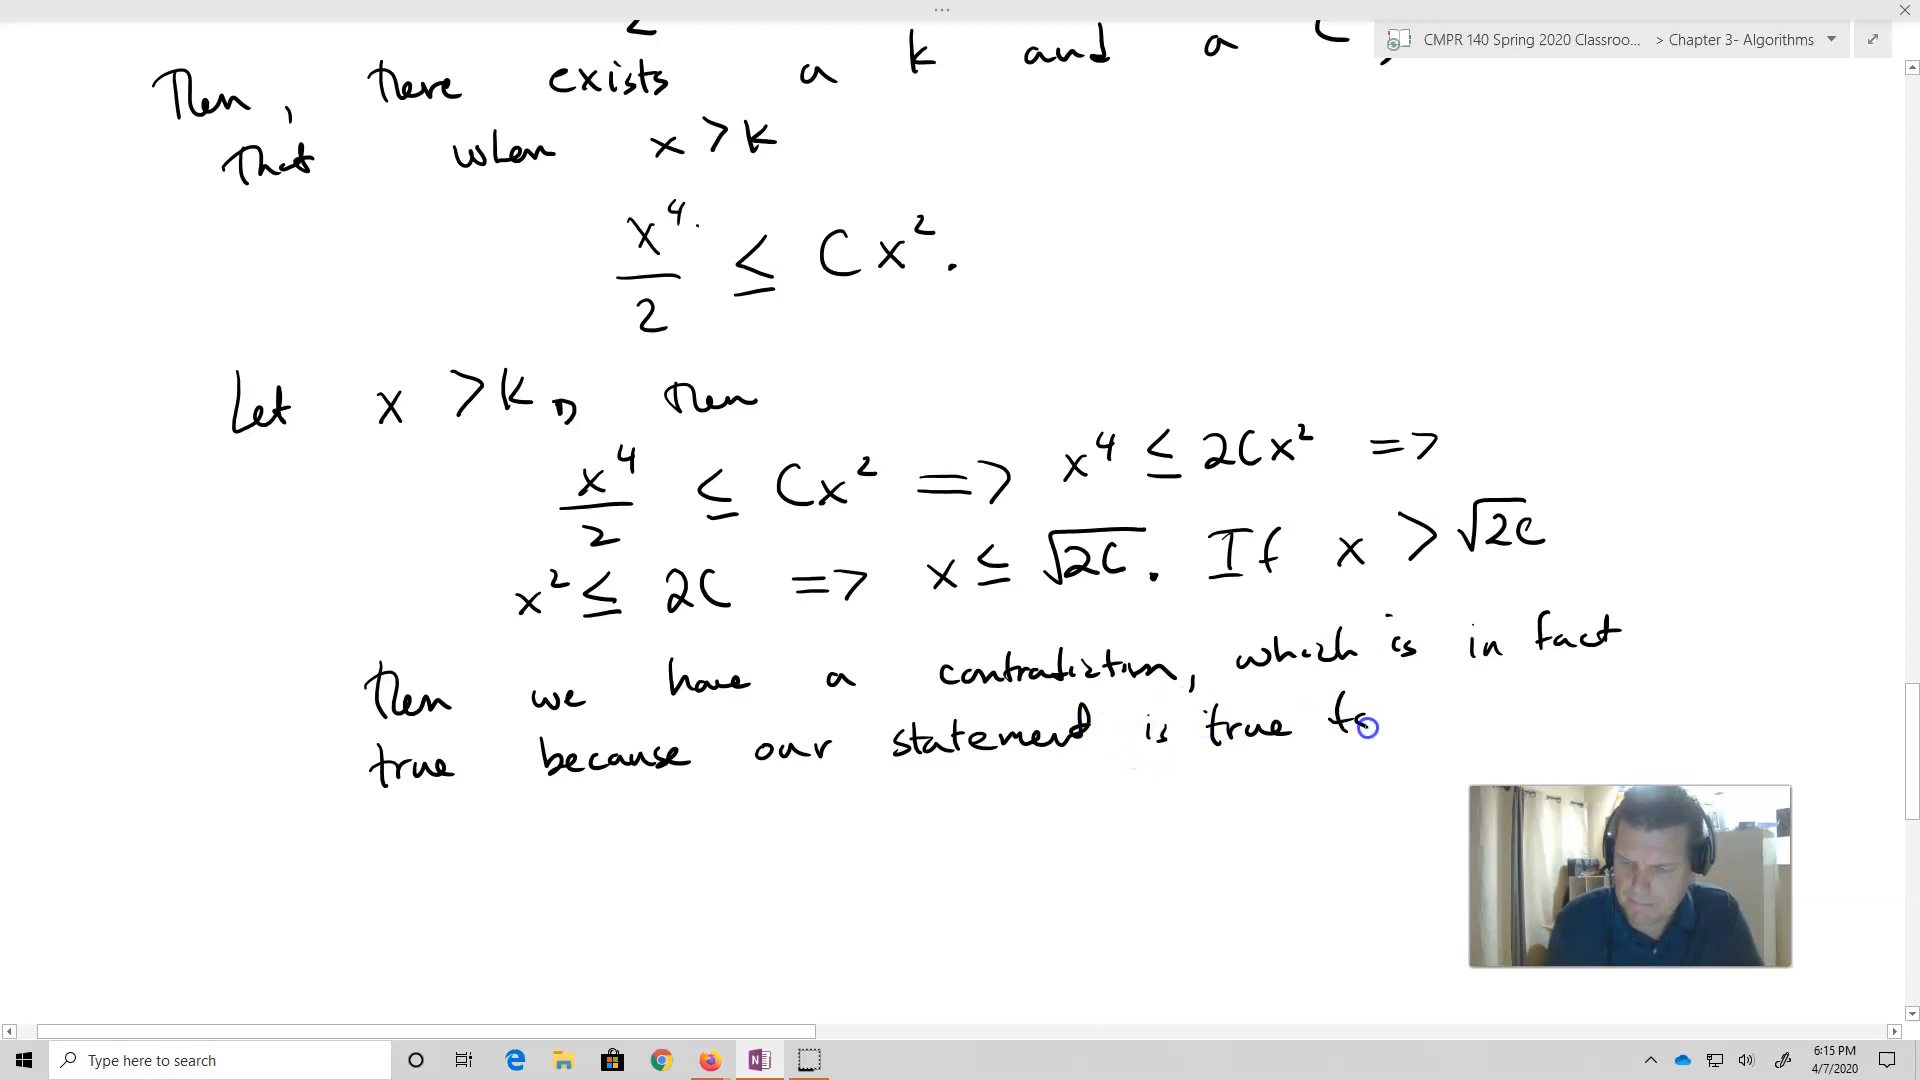 CMPR 140 Spring 2020 Classroo... > Chapter 3- Algorithms
k and a C
Then, there exists a
That when x > k
x⁴/2 ≤ Cx².
Let x > k, then
x⁴/2 ≤ Cx² => x⁴ ≤ 2Cx² =>
x² ≤ 2C => x ≤ √2C. If x > √2C
then we have a contradiction, which is in fact
true because our statement is true fo
Type here to search
6:15 PM
4/7/2020